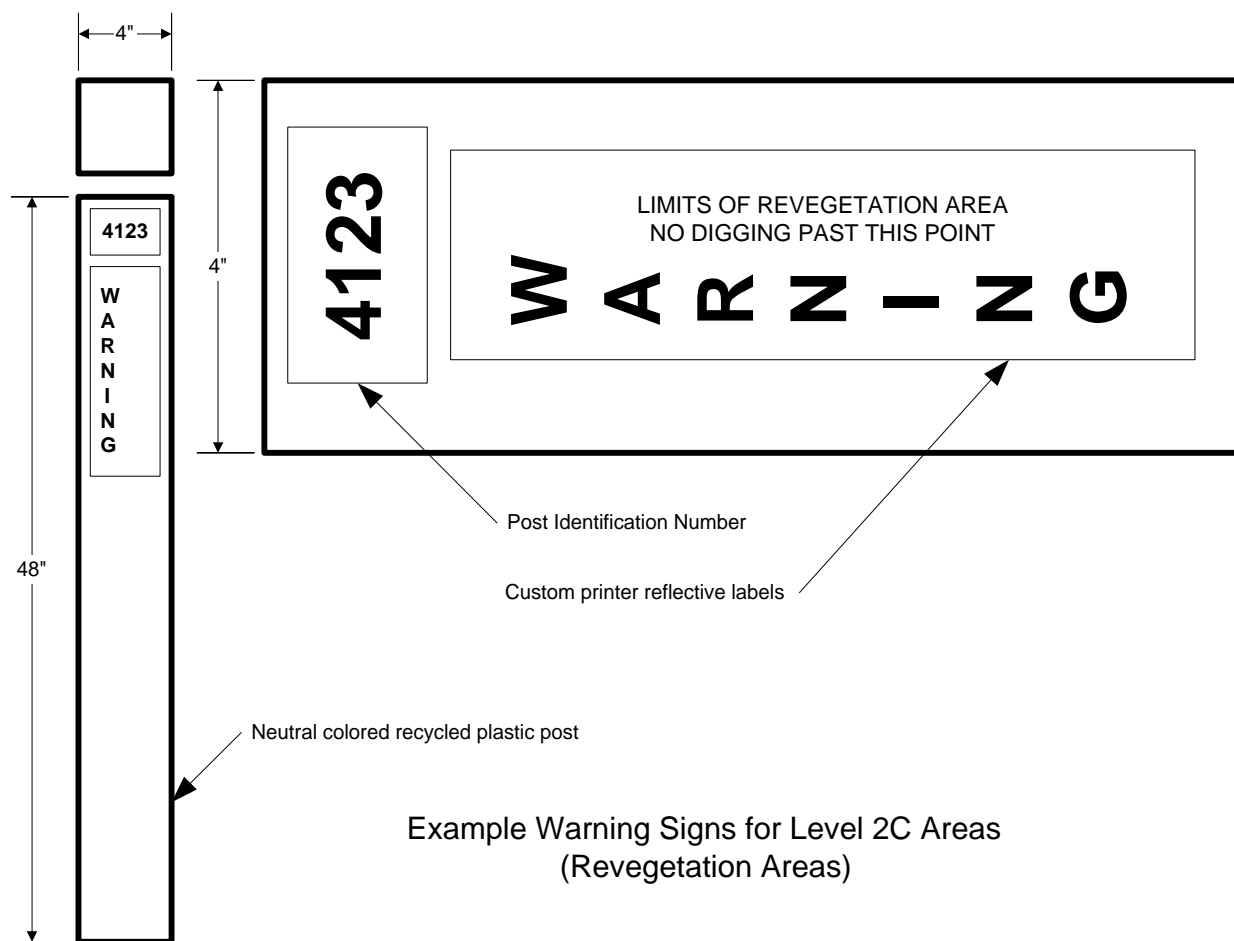 4"
4123
WARNING
48"
4"
4123
LIMITS OF REVEGETATION AREA
NO DIGGING PAST THIS POINT
WARNING
Post Identification Number
Custom printer reflective labels
Neutral colored recycled plastic post
Example Warning Signs for Level 2C Areas
(Revegetation Areas)